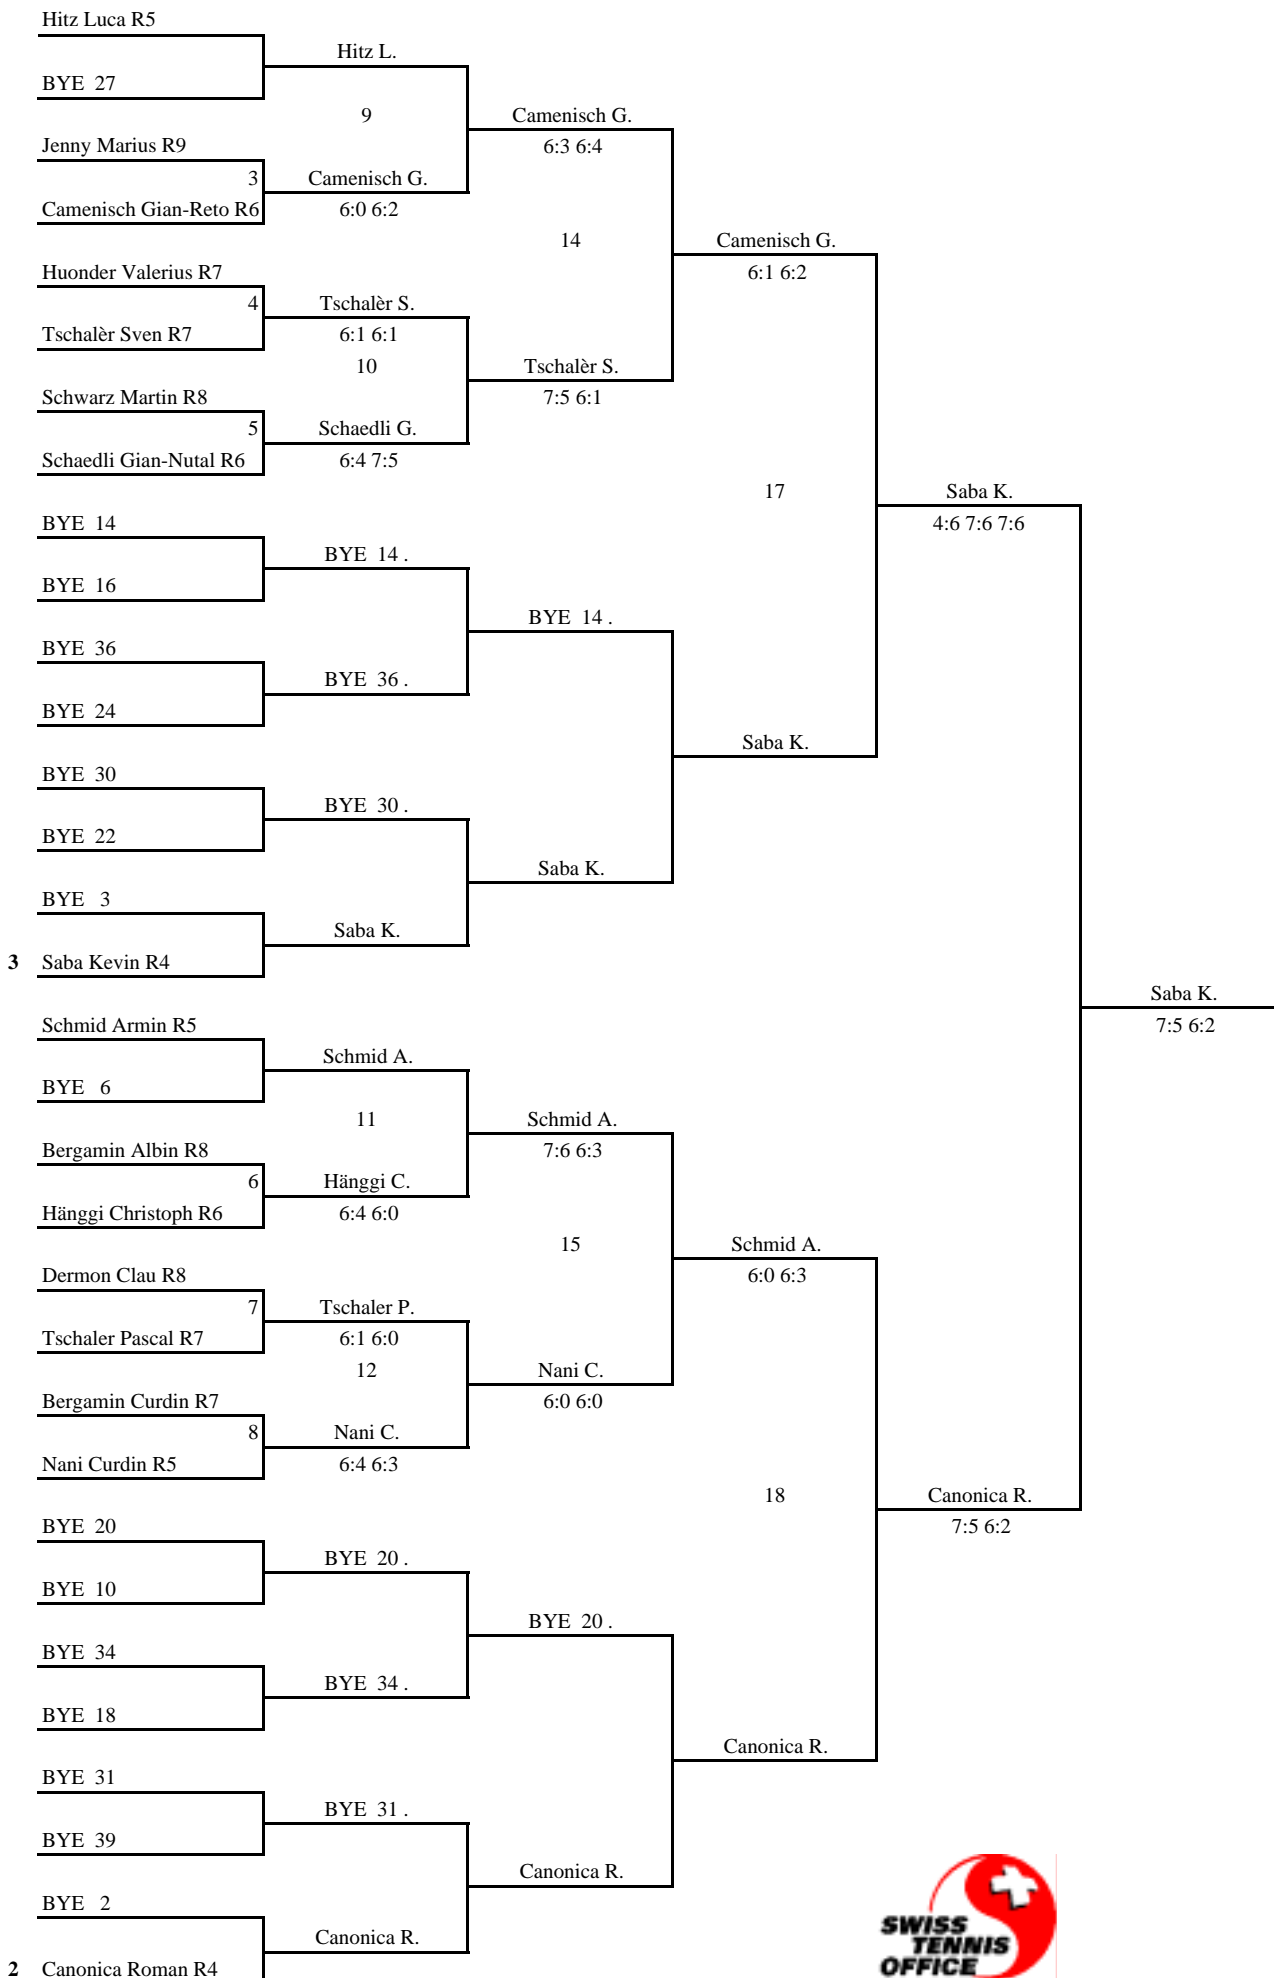 Hitz Luca R5
Hitz L.
BYE 27
9
Camenisch G.
6:3 6:4
Jenny Marius R9
3
Camenisch G.
Camenisch Gian-Reto R6
6:0 6:2
14
Camenisch G.
6:1 6:2
Huonder Valerius R7
4
Tschalèr S.
Tschalèr Sven R7
6:1 6:1
10
Tschalèr S.
7:5 6:1
Schwarz Martin R8
5
Schaedli G.
Schaedli Gian-Nutal R6
6:4 7:5
17
Saba K.
4:6 7:6 7:6
BYE 14
BYE 14 .
BYE 16
BYE 14 .
BYE 36
BYE 36 .
BYE 24
Saba K.
BYE 30
BYE 30 .
BYE 22
Saba K.
BYE 3
Saba K.
3 Saba Kevin R4
Saba K.
7:5 6:2
Schmid Armin R5
Schmid A.
BYE 6
11
Schmid A.
7:6 6:3
Bergamin Albin R8
6
Hänggi C.
Hänggi Christoph R6
6:4 6:0
15
Schmid A.
6:0 6:3
Dermon Clau R8
7
Tschaler P.
Tschaler Pascal R7
6:1 6:0
12
Nani C.
6:0 6:0
Bergamin Curdin R7
8
Nani C.
Nani Curdin R5
6:4 6:3
18
Canonica R.
7:5 6:2
BYE 20
BYE 20 .
BYE 10
BYE 20 .
BYE 34
BYE 34 .
BYE 18
Canonica R.
BYE 31
BYE 31 .
BYE 39
Canonica R.
BYE 2
Canonica R.
2 Canonica Roman R4
SWISS
TENNIS
OFFICE